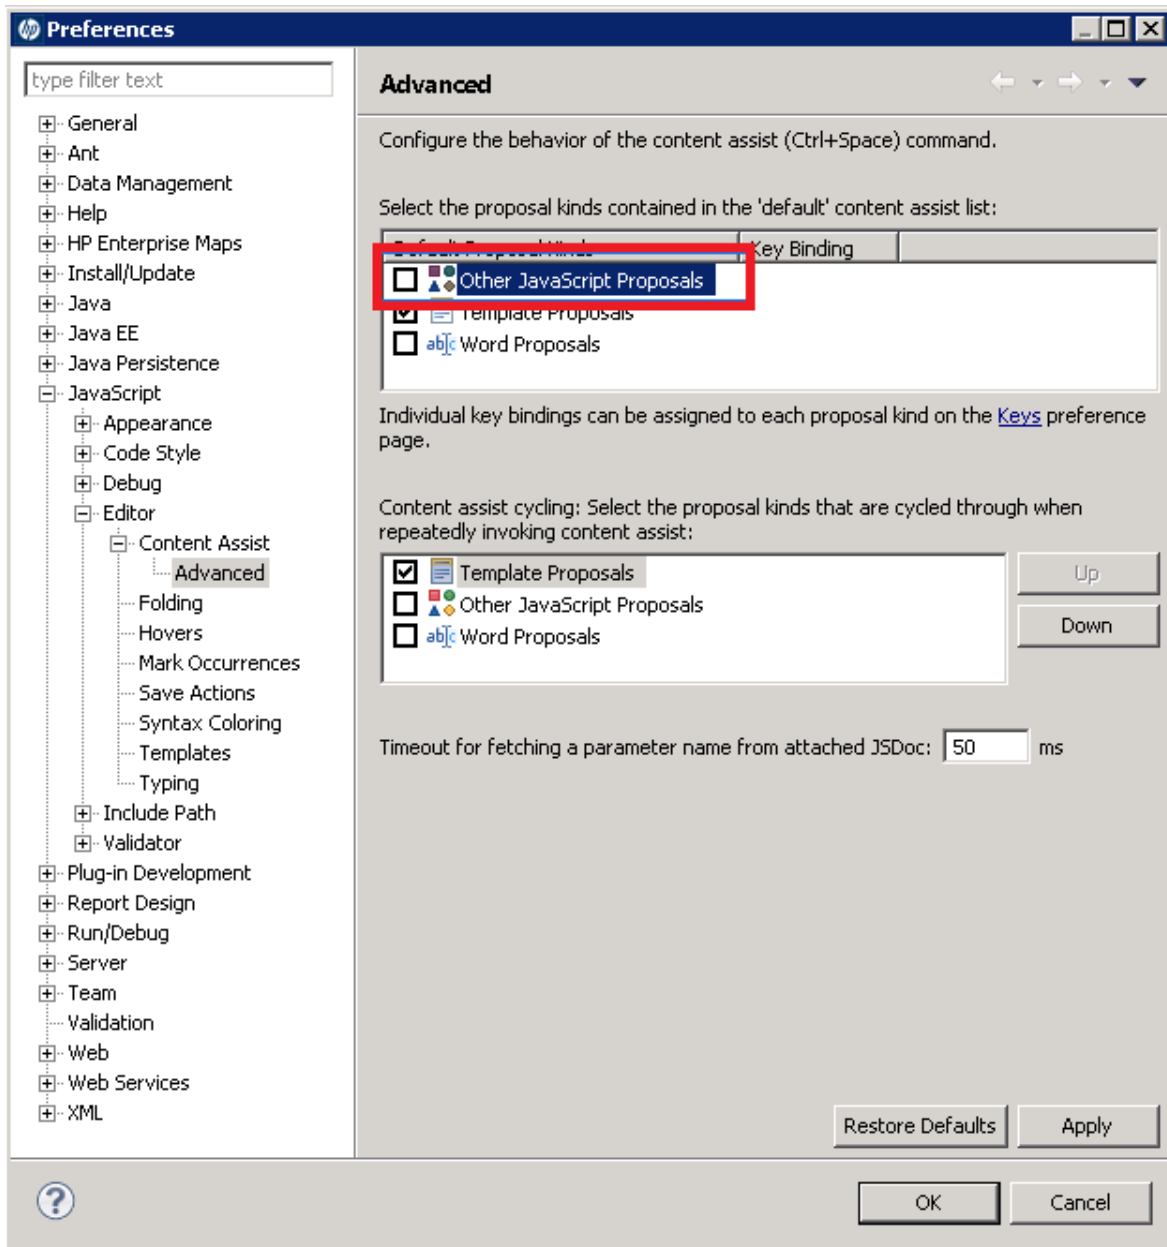 Preferences
type filter text
Advanced
General
Ant
Data Management
Help
HP Enterprise Maps
Install/Update
Java
Java EE
Java Persistence
JavaScript
Appearance
Code Style
Debug
Editor
Content Assist
Advanced
Folding
Hovers
Mark Occurrences
Save Actions
Syntax Coloring
Templates
Typing
Include Path
Validator
Plug-in Development
Report Design
Run/Debug
Server
Team
Validation
Web
Web Services
XML
Configure the behavior of the content assist (Ctrl+Space) command.
Select the proposal kinds contained in the 'default' content assist list:
Default Proposal Kinds Key Binding
Other JavaScript Proposals
Template Proposals
Word Proposals
Individual key bindings can be assigned to each proposal kind on the Keys preference
page.
Content assist cycling: Select the proposal kinds that are cycled through when
repeatedly invoking content assist:
Template Proposals
Other JavaScript Proposals
Word Proposals
Up
Down
Timeout for fetching a parameter name from attached JSDoc: 50 ms
Restore Defaults Apply
OK Cancel